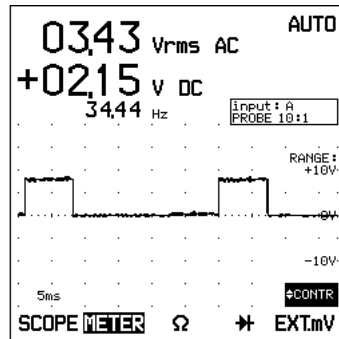 AUTO
03,43 Vrms AC
+02,15 V DC
34,44 Hz
input: A
PROBE 10:1
RANGE:
+10V
0V
-10V
5ms
CONTR
SCOPE METER Ω EXT.mV